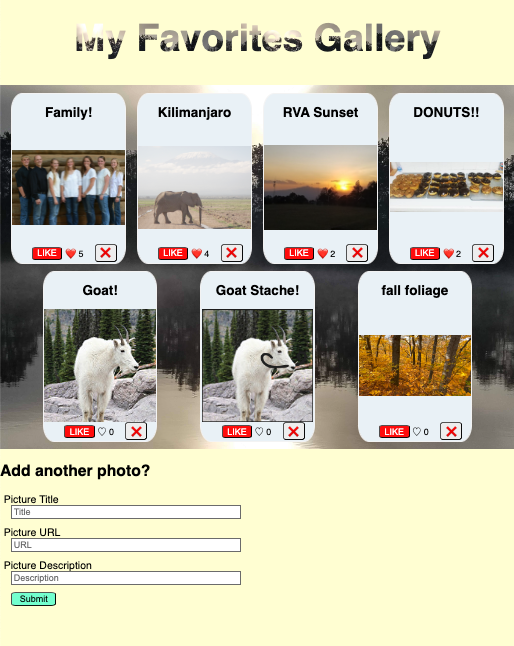 My Favorites Gallery
Family! Kilimanjaro RVA Sunset DONUTS!!
LIKE ❤️ 5 ❌ LIKE ❤️ 4 ❌ LIKE ❤️ 2 ❌ LIKE ❤️ 2 ❌
Goat! Goat Stache! fall foliage
LIKE ♡ 0 ❌ LIKE ♡ 0 ❌ LIKE ♡ 0 ❌
Add another photo?
Picture Title
Title
Picture URL
URL
Picture Description
Description
Submit